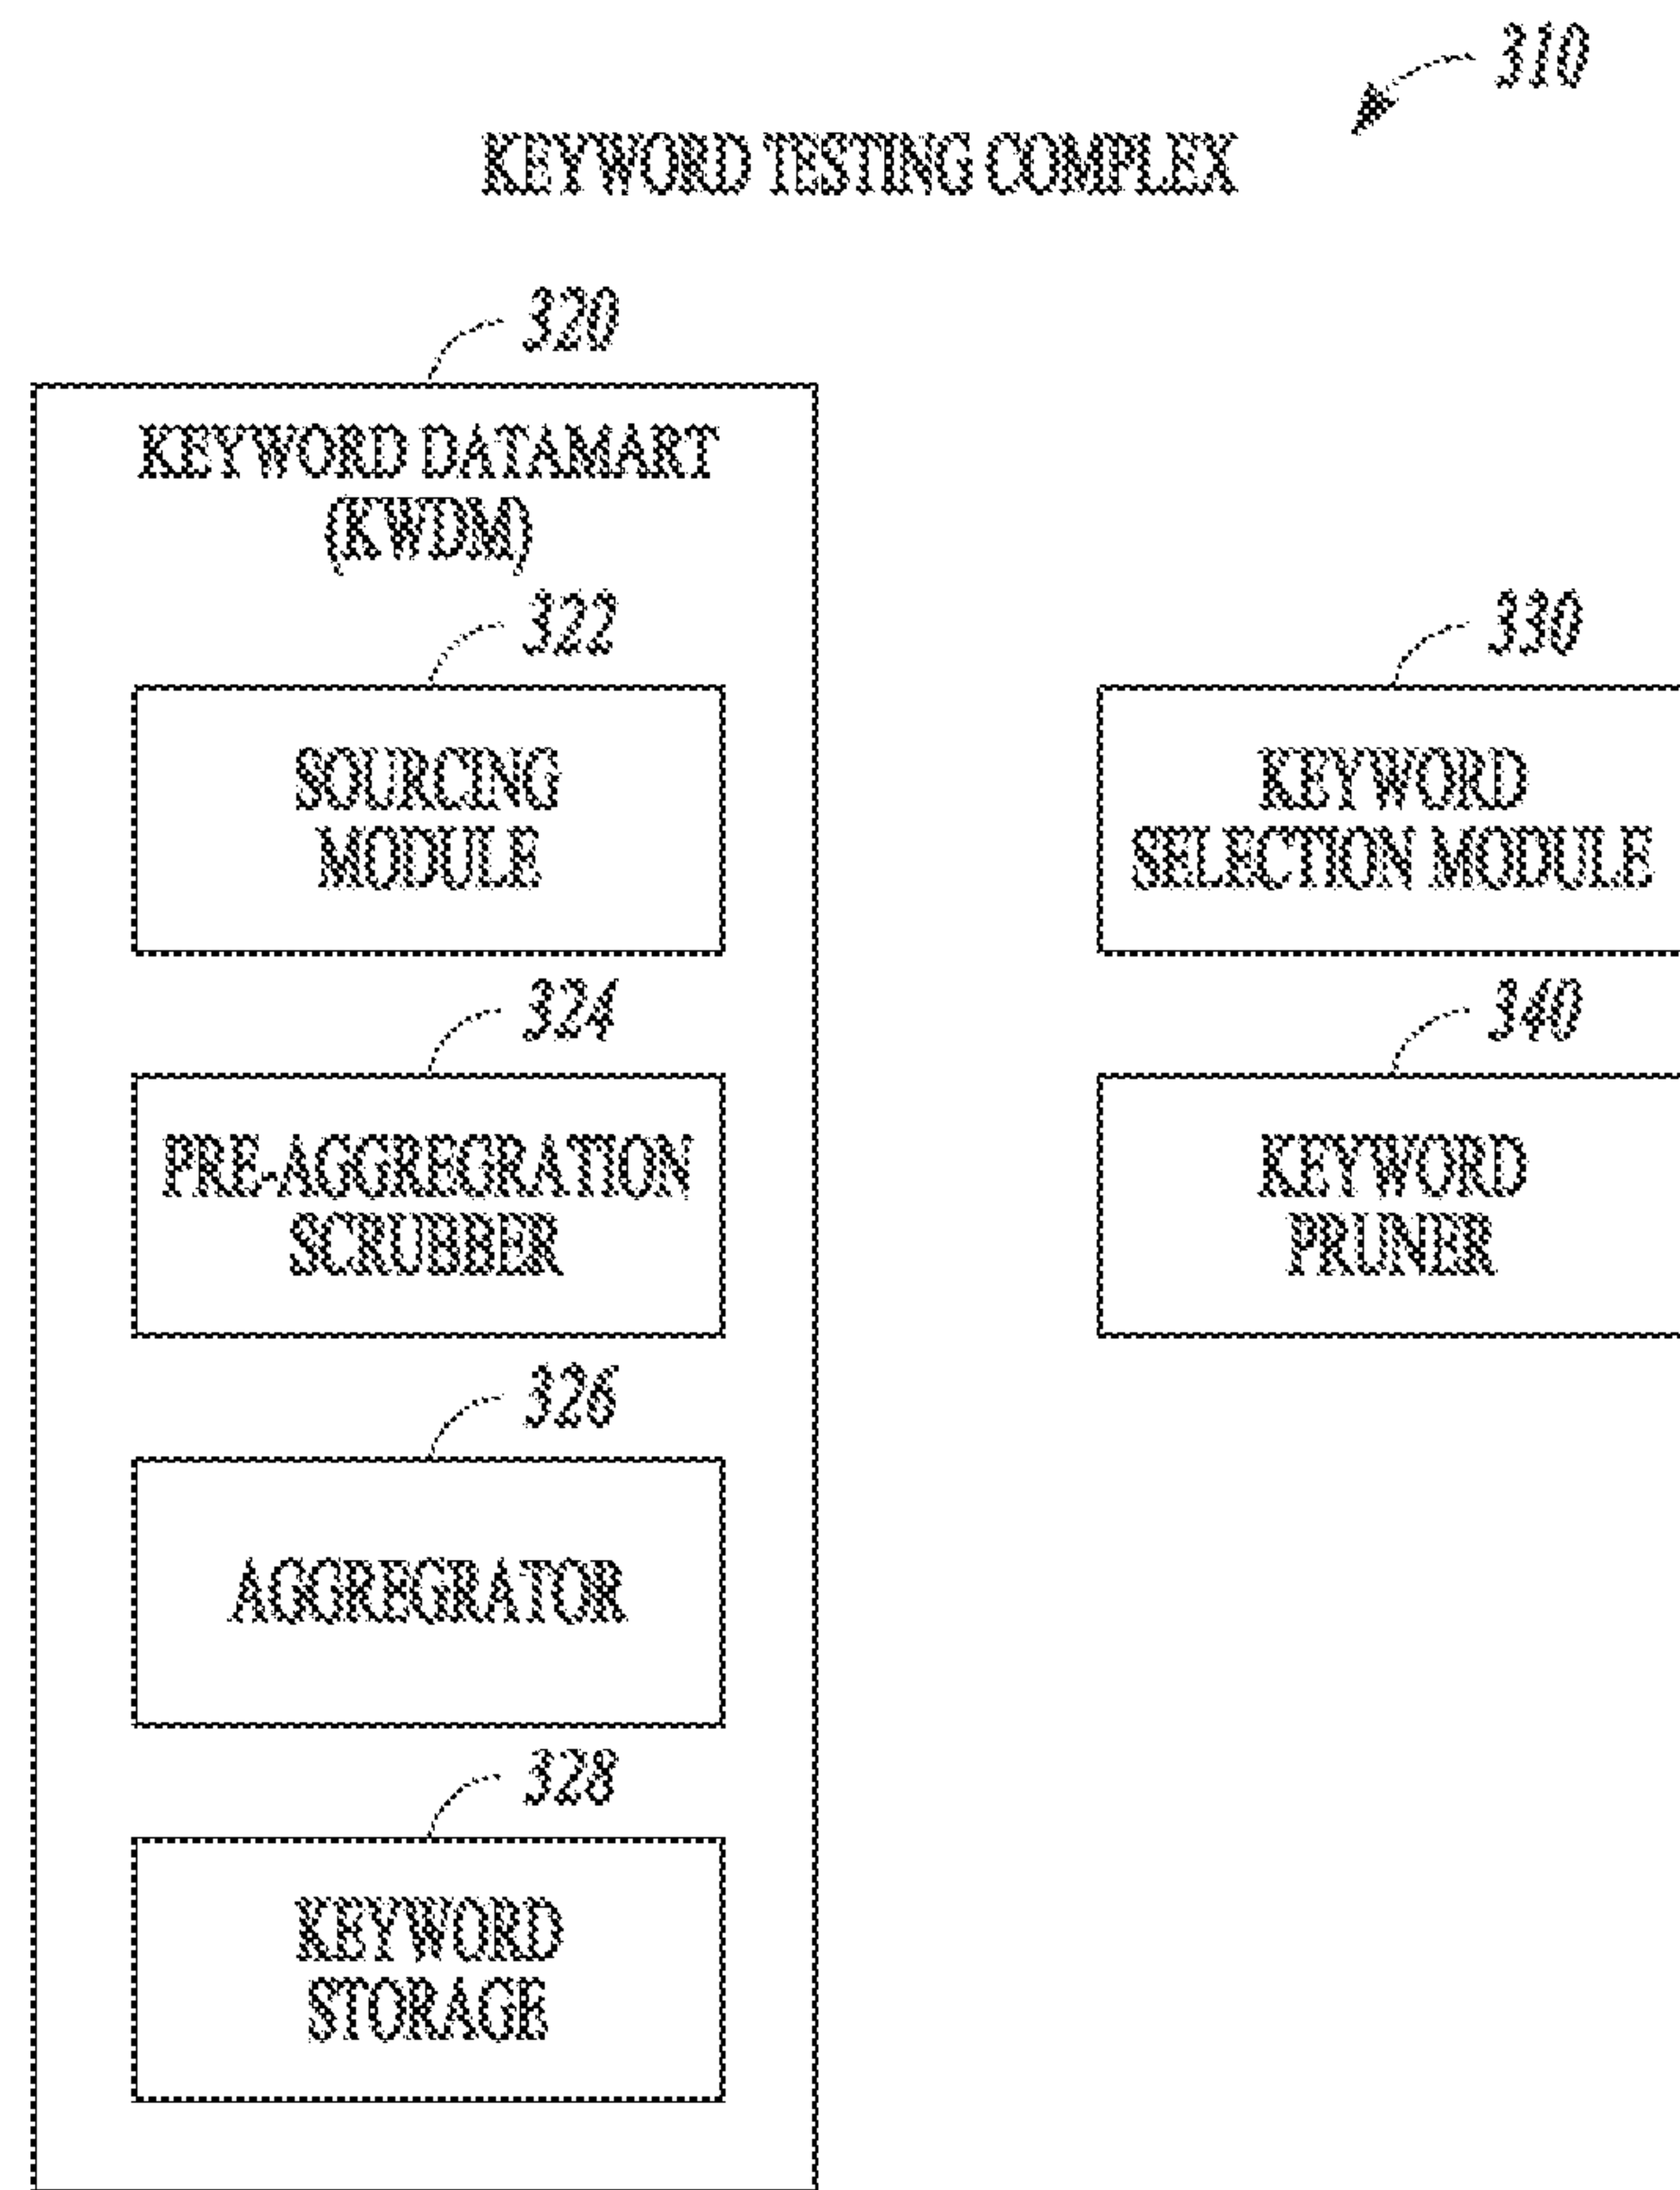 310
KEYWORD TESTING COMPLEX
320
KEYWORD DATAMART
(KWDM)
322
SOURCING
MODULE
324
PRE-AGGREGRATION
SCRUBBER
326
AGGREGRATOR
328
KEYWORD
STORAGE
330
KEYWORD
SELECTION MODULE
340
KEYWORD
PRUNER